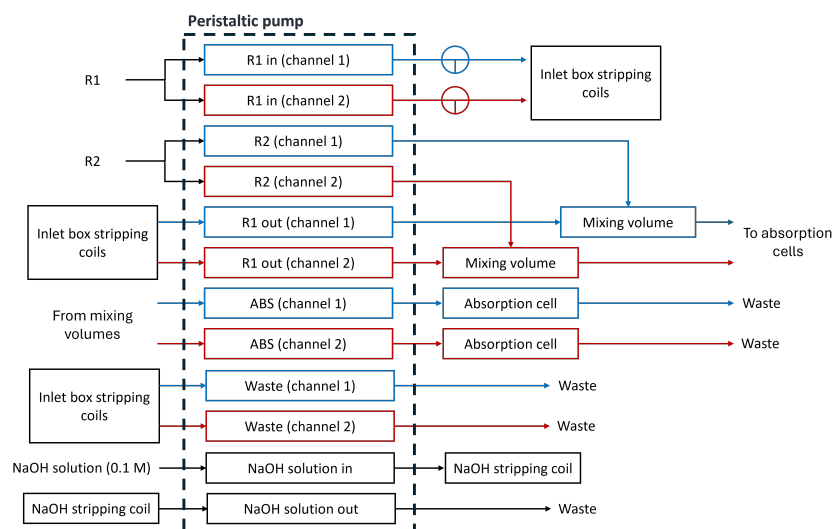 Peristaltic pump
R1
R1 in (channel 1)
R1 in (channel 2)
Inlet box stripping
coils
R2
R2 (channel 1)
R2 (channel 2)
Inlet box stripping
coils
R1 out (channel 1)
R1 out (channel 2)
Mixing volume
Mixing volume
To absorption
cells
From mixing
volumes
ABS (channel 1)
Absorption cell
Waste
ABS (channel 2)
Absorption cell
Waste
Inlet box stripping
coils
Waste (channel 1)
Waste
Waste (channel 2)
Waste
NaOH solution (0.1 M)
NaOH solution in
NaOH stripping coil
NaOH stripping coil
NaOH solution out
Waste